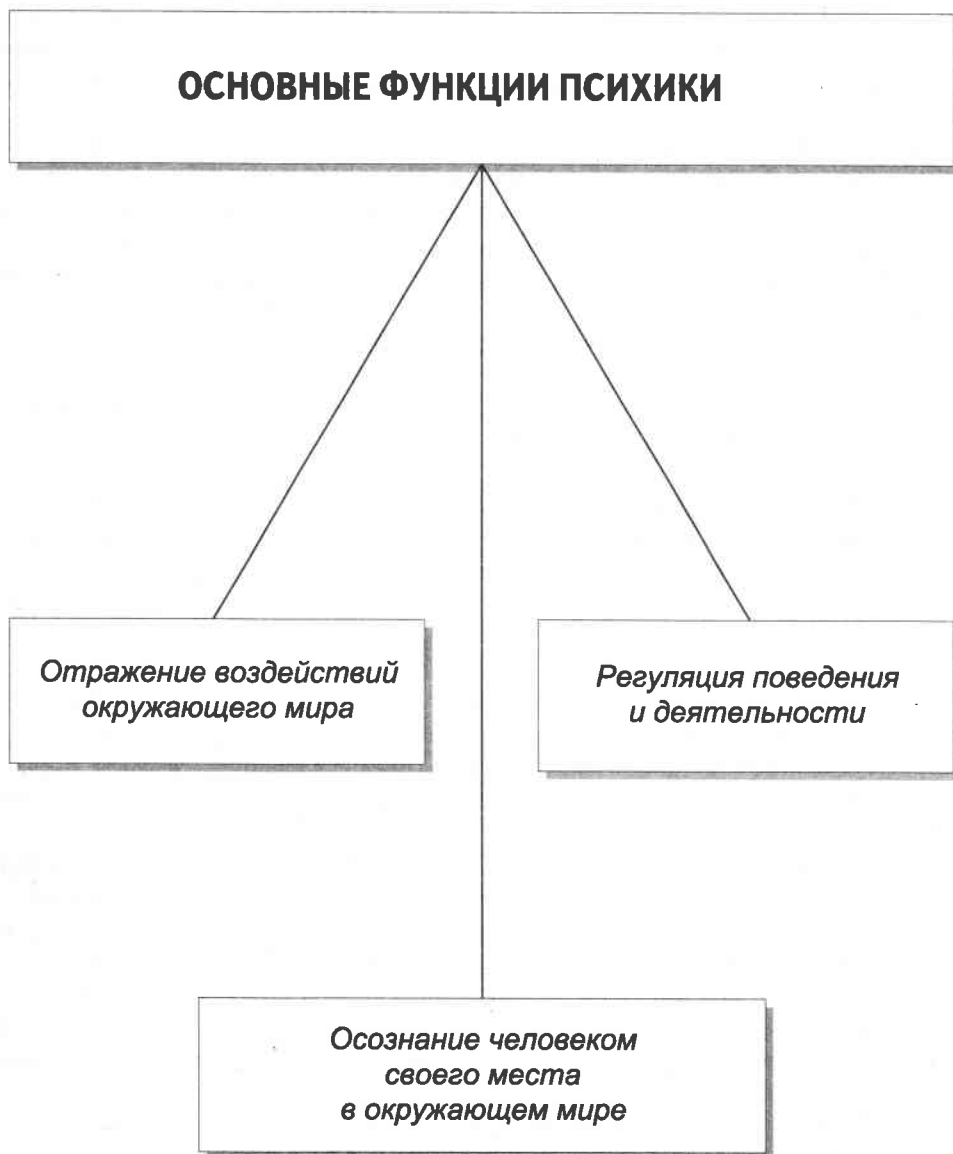 ОСНОВНЫЕ ФУНКЦИИ ПСИХИКИ
Отражение воздействий
окружающего мира
Регуляция поведения
и деятельности
Осознание человеком
своего места
в окружающем мире